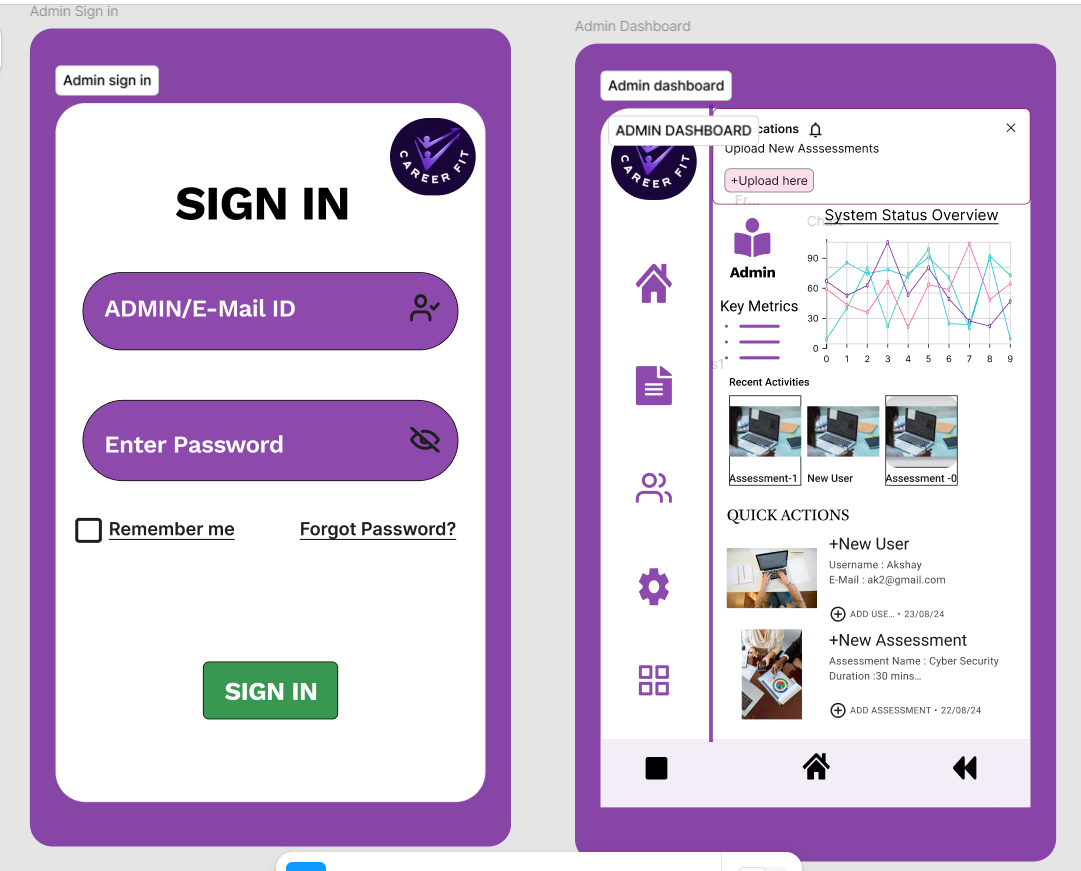 Admin Sign in
Admin sign in
CAREER FIT
SIGN IN
ADMIN/E-Mail ID
Enter Password
Remember me
Forgot Password?
SIGN IN
Admin Dashboard
Admin dashboard
ADMIN DASHBOARD
cations
Upload New Asssessments
+Upload here
CAREER FIT
Fr...
System Status Overview
Admin
Key Metrics
90
60
30
0
0 1 2 3 4 5 6 7 8 9
s1
Recent Activities
Assessment-1
New User
Assessment -0
QUICK ACTIONS
+New User
Username : Akshay
E-Mail : ak2@gmail.com
ADD USE... • 23/08/24
+New Assessment
Assessment Name : Cyber Security
Duration :30 mins...
ADD ASSESSMENT • 22/08/24